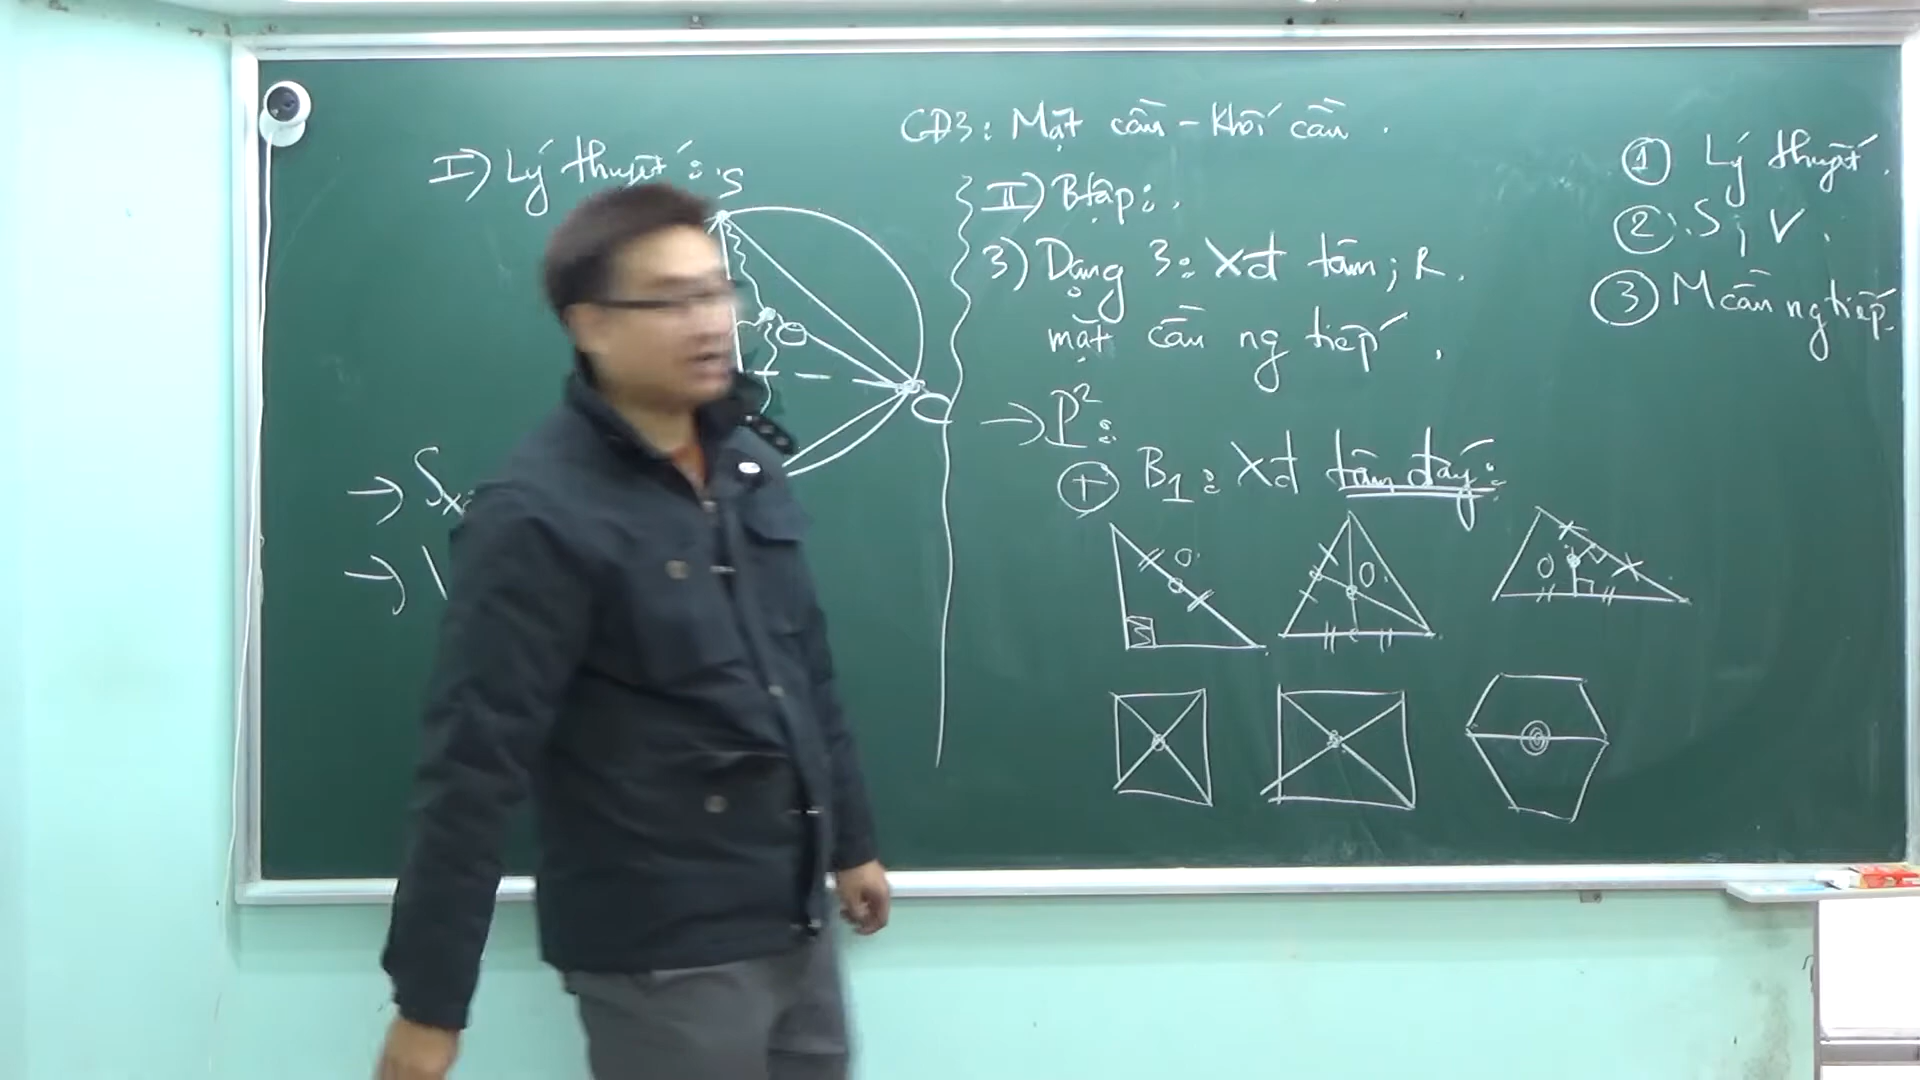 CĐ3: Mặt cầu - Khối cầu.
I) Lý thuyết:
S
O
C
→ Sx
→ V
II) Btập:
3) Dạng 3: Xđ tâm; R.
mặt cầu ng tiếp.
→ P²:
+ B1: Xđ tâm đáy:
O
O
O
① Lý thuyết.
② S; V.
③ M cầu ng tiếp.